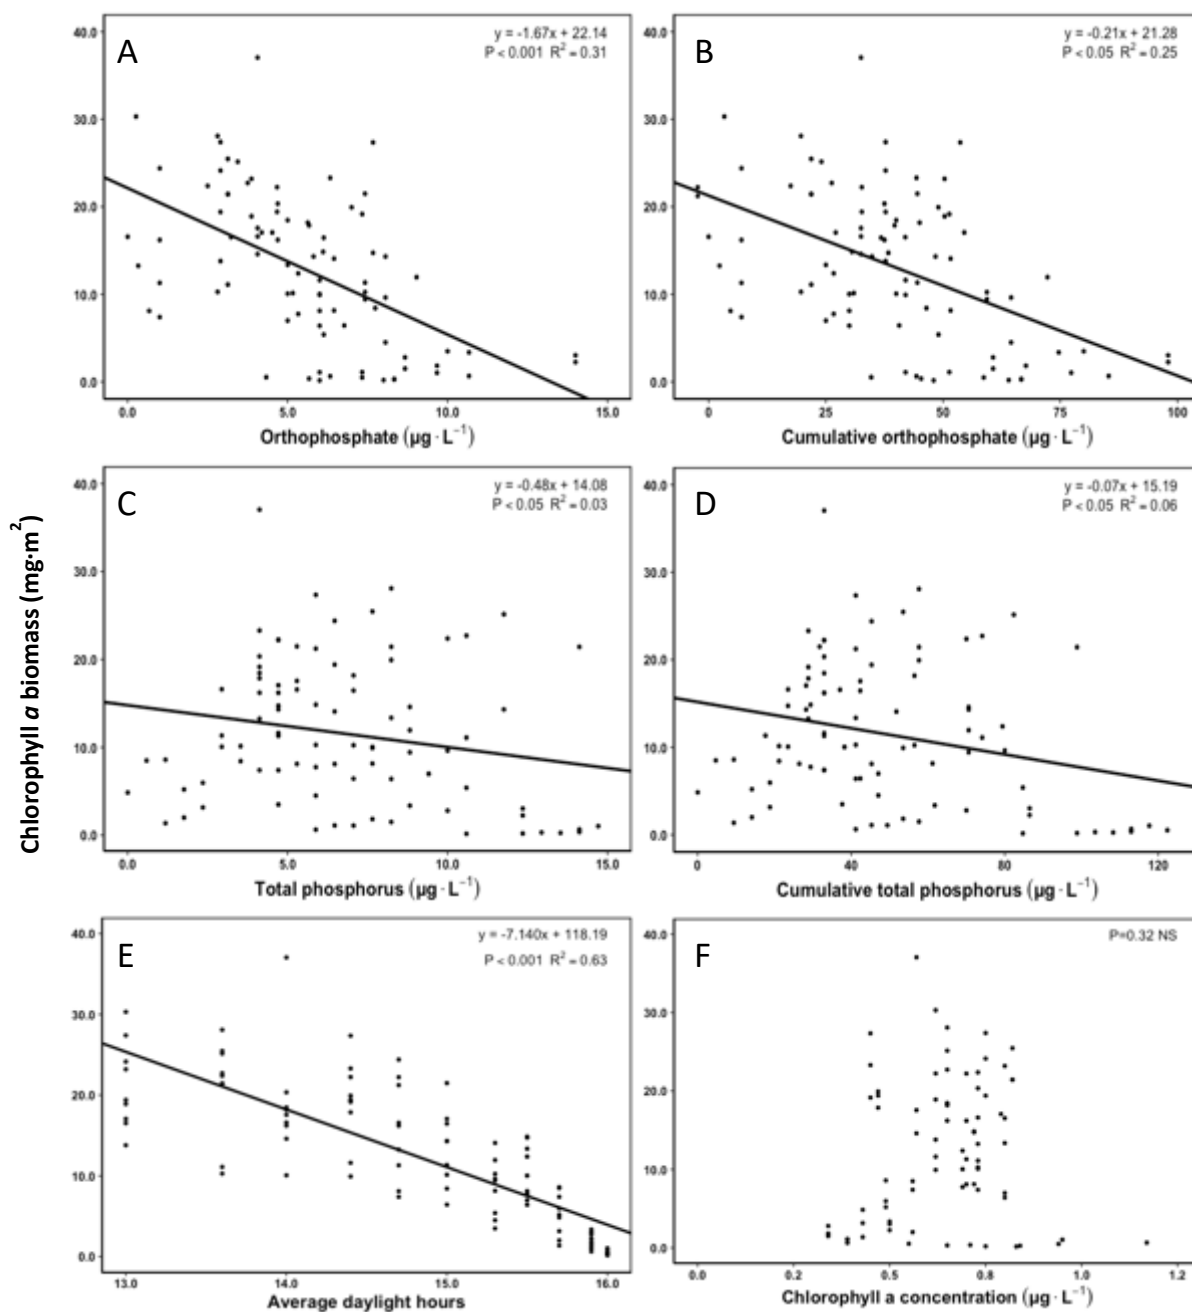 A
y = -1.67x + 22.14
P < 0.001 R² = 0.31
40.0
30.0
20.0
10.0
0.0
0.0 5.0 10.0 15.0
Orthophosphate (µg · L⁻¹)
B
y = -0.21x + 21.28
P < 0.05 R² = 0.25
40.0
30.0
20.0
10.0
0.0
0 25 50 75 100
Cumulative orthophosphate (µg · L⁻¹)
Chlorophyll a biomass (mg·m²)
C
y = -0.48x + 14.08
P < 0.05 R² = 0.03
40.0
30.0
20.0
10.0
0.0
0.0 5.0 10.0 15.0
Total phosphorus (µg · L⁻¹)
D
y = -0.07x + 15.19
P < 0.05 R² = 0.06
40.0
30.0
20.0
10.0
0.0
0 40 80 120
Cumulative total phosphorus (µg · L⁻¹)
E
y = -7.140x + 118.19
P < 0.001 R² = 0.63
40.0
30.0
20.0
10.0
0.0
13.0 14.0 15.0 16.0
Average daylight hours
F
P=0.32 NS
40.0
30.0
20.0
10.0
0.0
0.0 0.2 0.5 0.8 1.0 1.2
Chlorophyll a concentration (µg · L⁻¹)